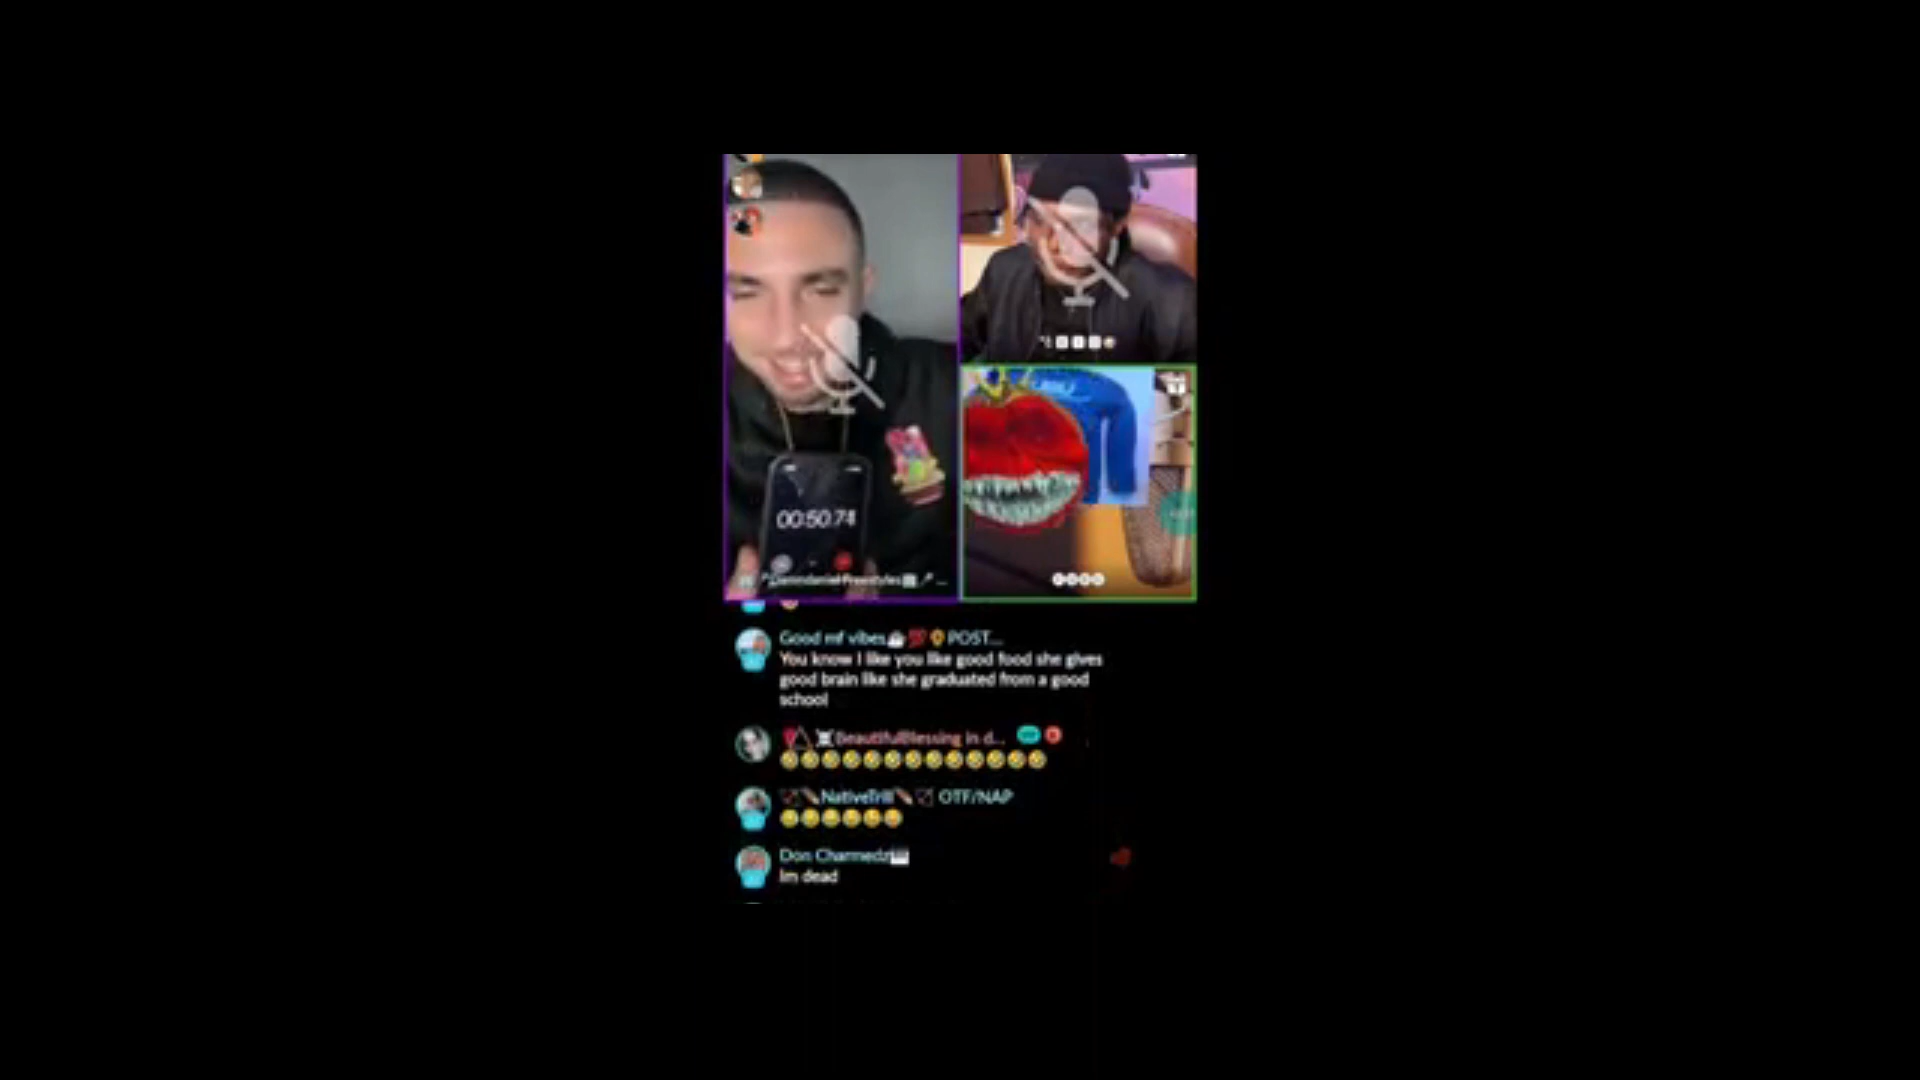 00:50.74
Good mf vibes☕💯🌻POST...
You know I like you like good food she gives
good brain like she graduated from a good
school
BeautifulBlessing in d...
🤣🤣🤣🤣🤣🤣🤣🤣🤣🤣🤣🤣🤣
NativeTrill OTF/NAP
😂😂😂😂😂😂
Don Charmedz🎹
Im dead